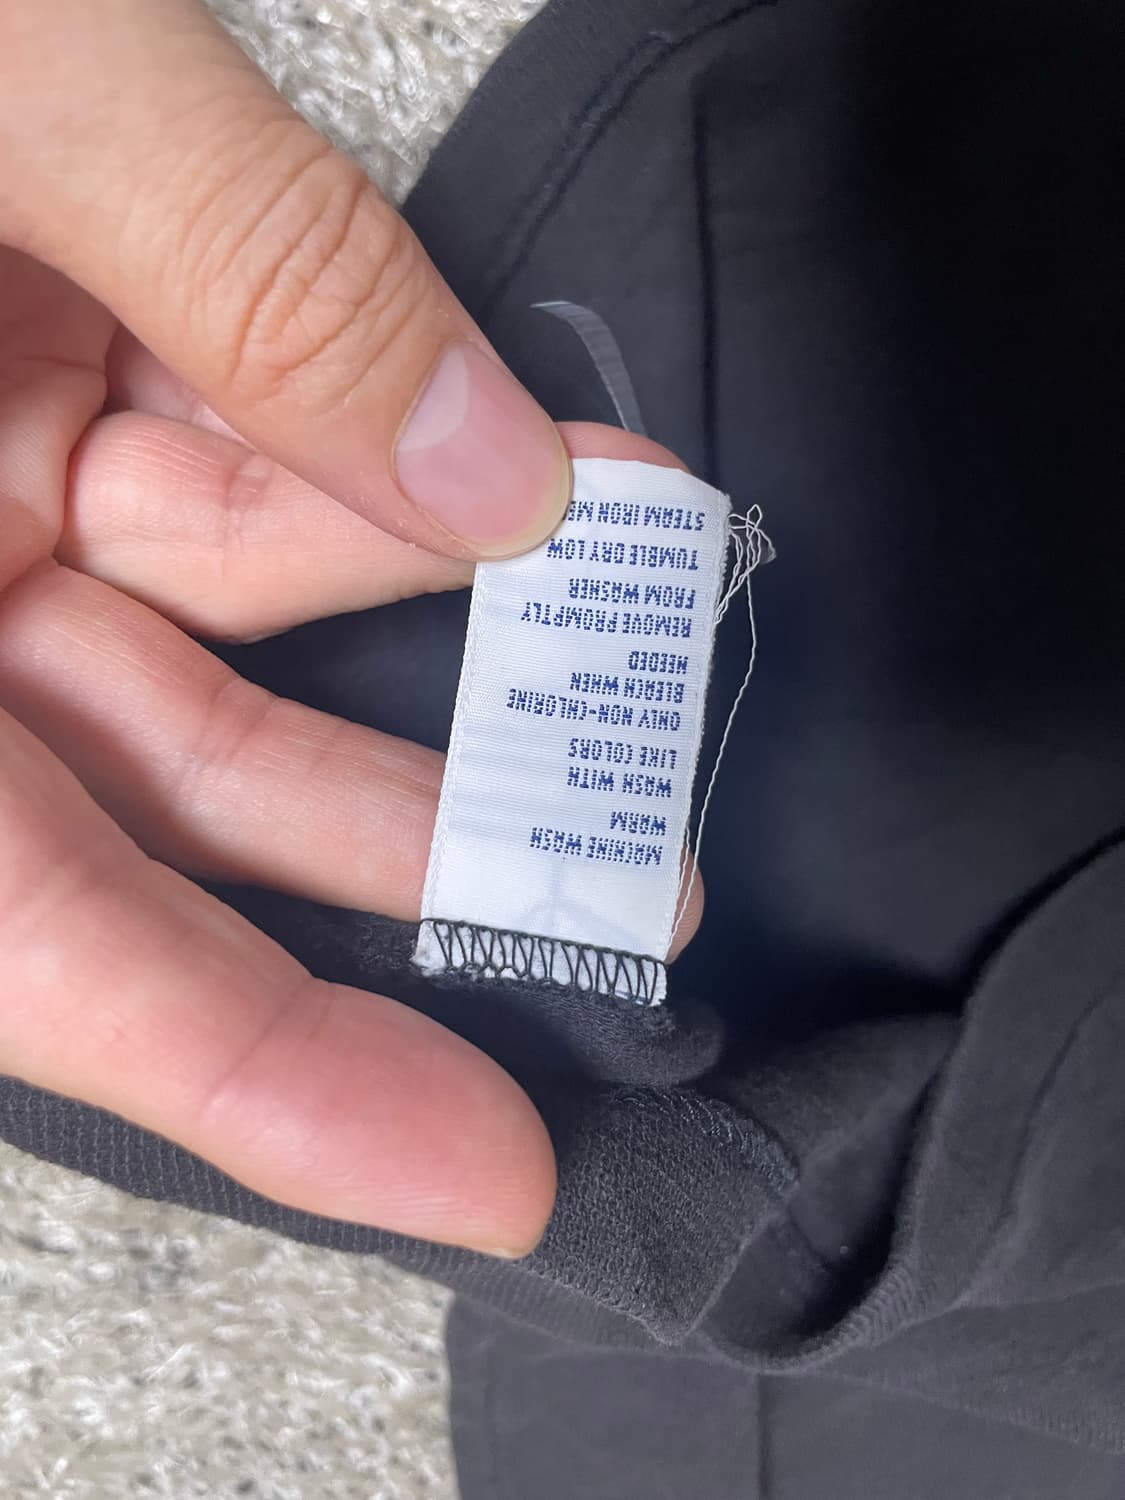 MACHINE WASH
WARM
WASH WITH
LIKE COLORS
ONLY NON-CHLORINE
BLEACH WHEN
NEEDED
REMOVE PROMPTLY
FROM WASHER
TUMBLE DRY LOW
STEAM IRON